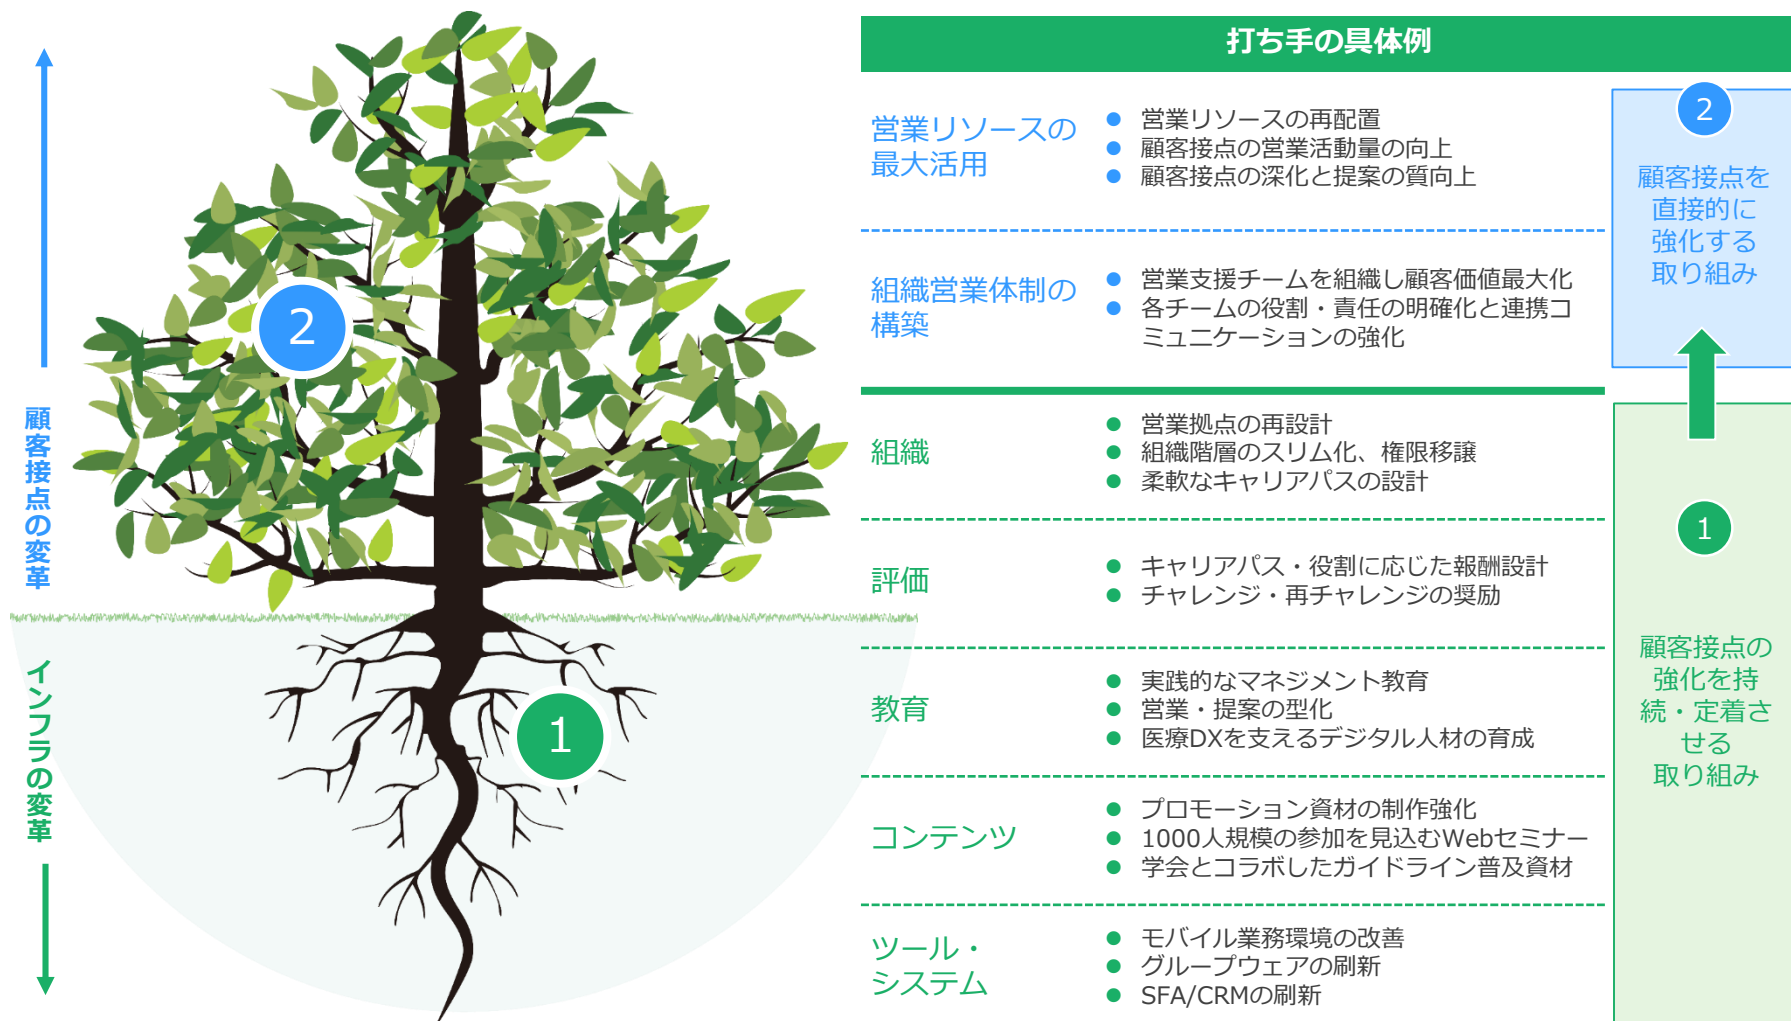 顧客接点の変革
インフラの変革
2
1
打ち手の具体例
営業リソースの
最大活用
営業リソースの再配置
顧客接点の営業活動量の向上
顧客接点の深化と提案の質向上
組織営業体制の
構築
営業支援チームを組織し顧客価値最大化
各チームの役割・責任の明確化と連携コ
ミュニケーションの強化
組織
営業拠点の再設計
組織階層のスリム化、権限移譲
柔軟なキャリアパスの設計
評価
キャリアパス・役割に応じた報酬設計
チャレンジ・再チャレンジの奨励
教育
実践的なマネジメント教育
営業・提案の型化
医療DXを支えるデジタル人材の育成
コンテンツ
プロモーション資材の制作強化
1000人規模の参加を見込むWebセミナー
学会とコラボしたガイドライン普及資材
ツール・
システム
モバイル業務環境の改善
グループウェアの刷新
SFA/CRMの刷新
2
顧客接点を
直接的に
強化する
取り組み
1
顧客接点の
強化を持
続・定着さ
せる
取り組み